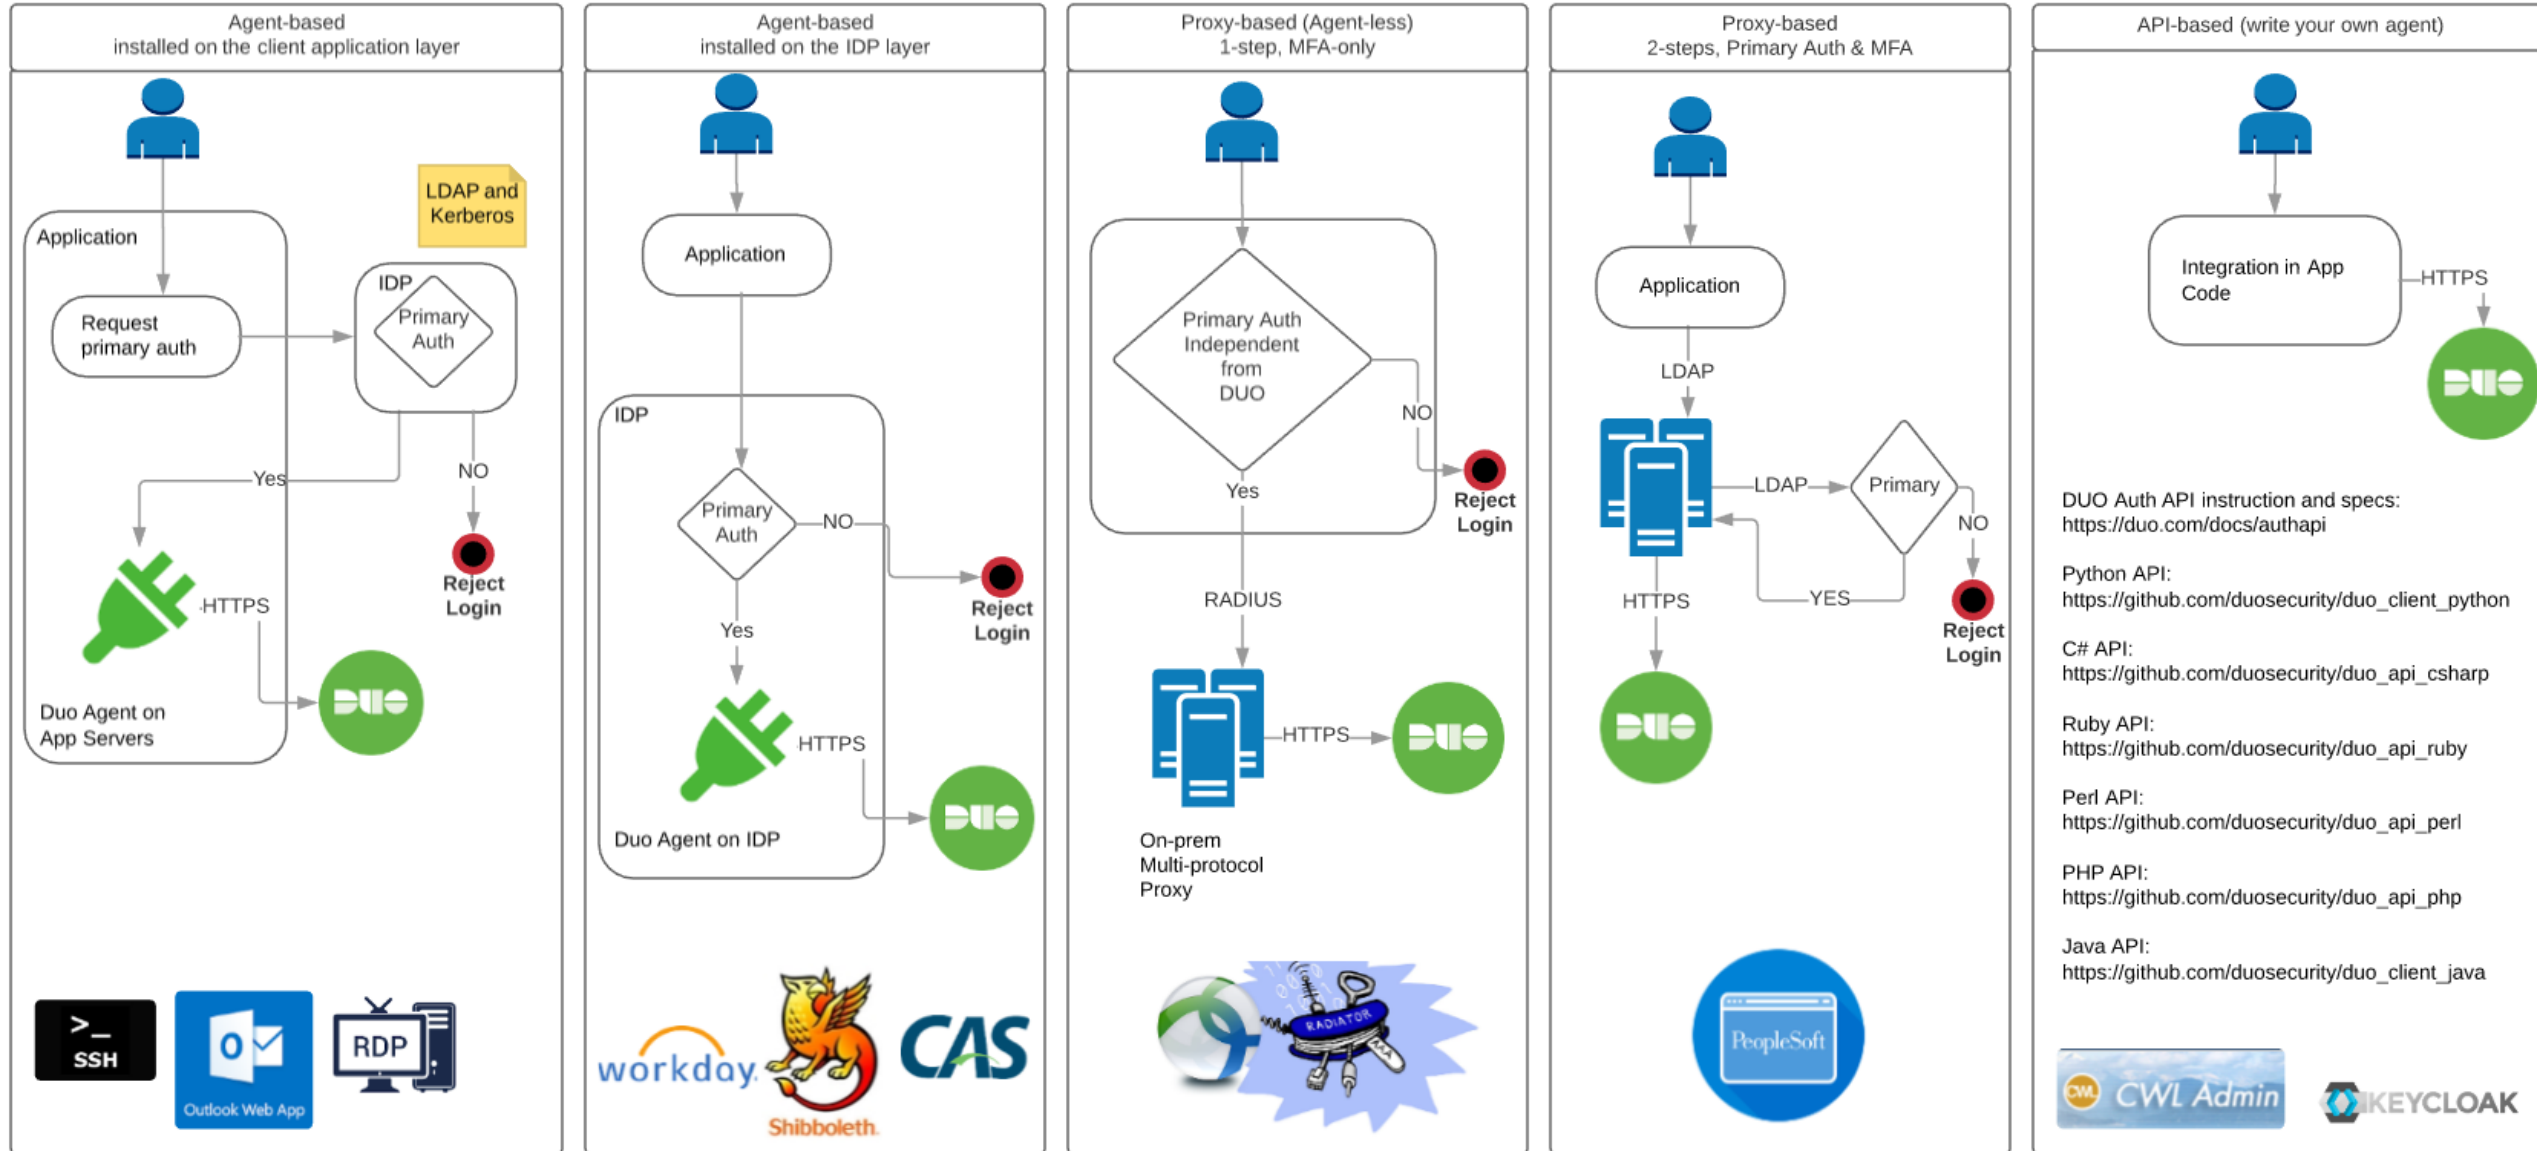 Agent-based
installed on the client application layer
LDAP and
Kerberos
Application
IDP
Request
primary auth
Primary
Auth
Yes
NO
Reject
Login
HTTPS
DUO
Duo Agent on
App Servers
>_
SSH
O
Outlook Web App
RDP
Agent-based
installed on the IDP layer
Application
IDP
Primary
Auth
NO
Reject
Login
Yes
HTTPS
DUO
Duo Agent on IDP
workday.
Shibboleth.
CAS
Proxy-based (Agent-less)
1-step, MFA-only
Primary Auth
Independent
from
DUO
NO
Reject
Login
Yes
RADIUS
HTTPS
DUO
On-prem
Multi-protocol
Proxy
RADIATOR
AAA
Proxy-based
2-steps, Primary Auth & MFA
Application
LDAP
LDAP
Primary
NO
YES
Reject
Login
HTTPS
DUO
PeopleSoft
API-based (write your own agent)
Integration in App
Code
HTTPS
DUO
DUO Auth API instruction and specs:
https://duo.com/docs/authapi
Python API:
https://github.com/duosecurity/duo_client_python
C# API:
https://github.com/duosecurity/duo_api_csharp
Ruby API:
https://github.com/duosecurity/duo_api_ruby
Perl API:
https://github.com/duosecurity/duo_api_perl
PHP API:
https://github.com/duosecurity/duo_api_php
Java API:
https://github.com/duosecurity/duo_client_java
CWL
CWL Admin
KEYCLOAK